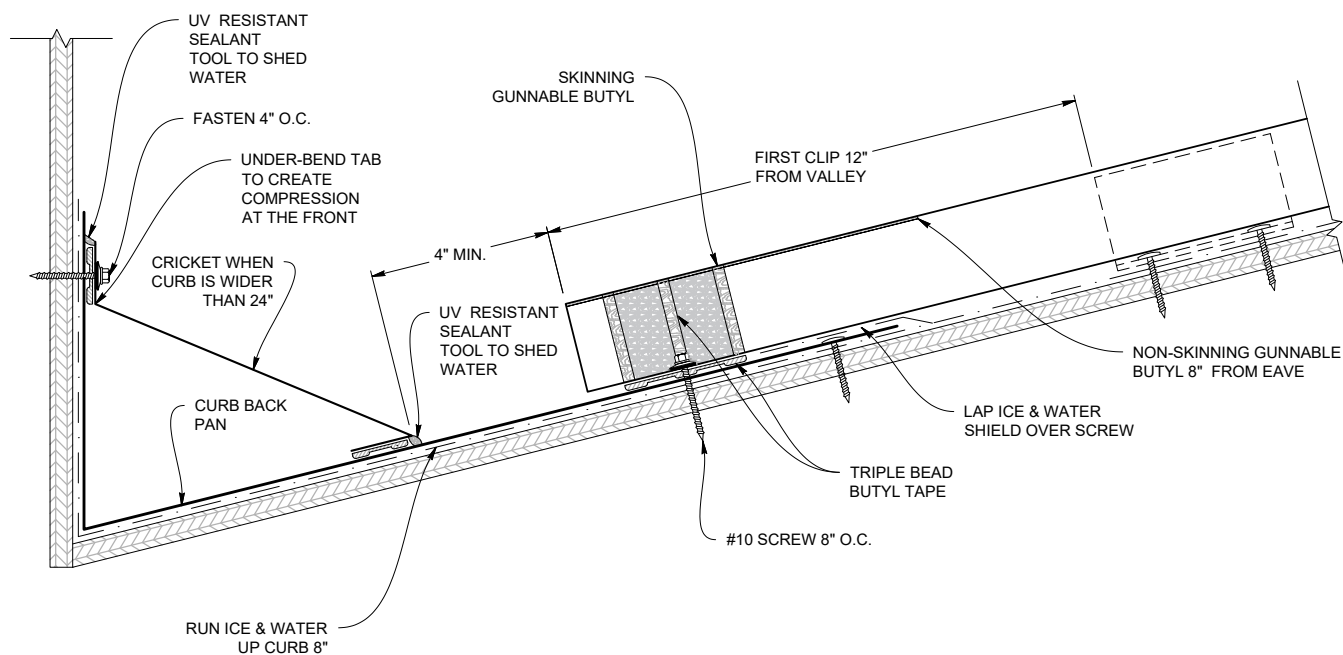 UV RESISTANT
SEALANT
TOOL TO SHED
WATER
FASTEN 4" O.C.
UNDER-BEND TAB
TO CREATE
COMPRESSION
AT THE FRONT
CRICKET WHEN
CURB IS WIDER
THAN 24"
CURB BACK
PAN
RUN ICE & WATER
UP CURB 8"
4" MIN.
UV RESISTANT
SEALANT
TOOL TO SHED
WATER
SKINNING
GUNNABLE BUTYL
FIRST CLIP 12"
FROM VALLEY
NON-SKINNING GUNNABLE
BUTYL 8" FROM EAVE
LAP ICE & WATER
SHIELD OVER SCREW
TRIPLE BEAD
BUTYL TAPE
#10 SCREW 8" O.C.